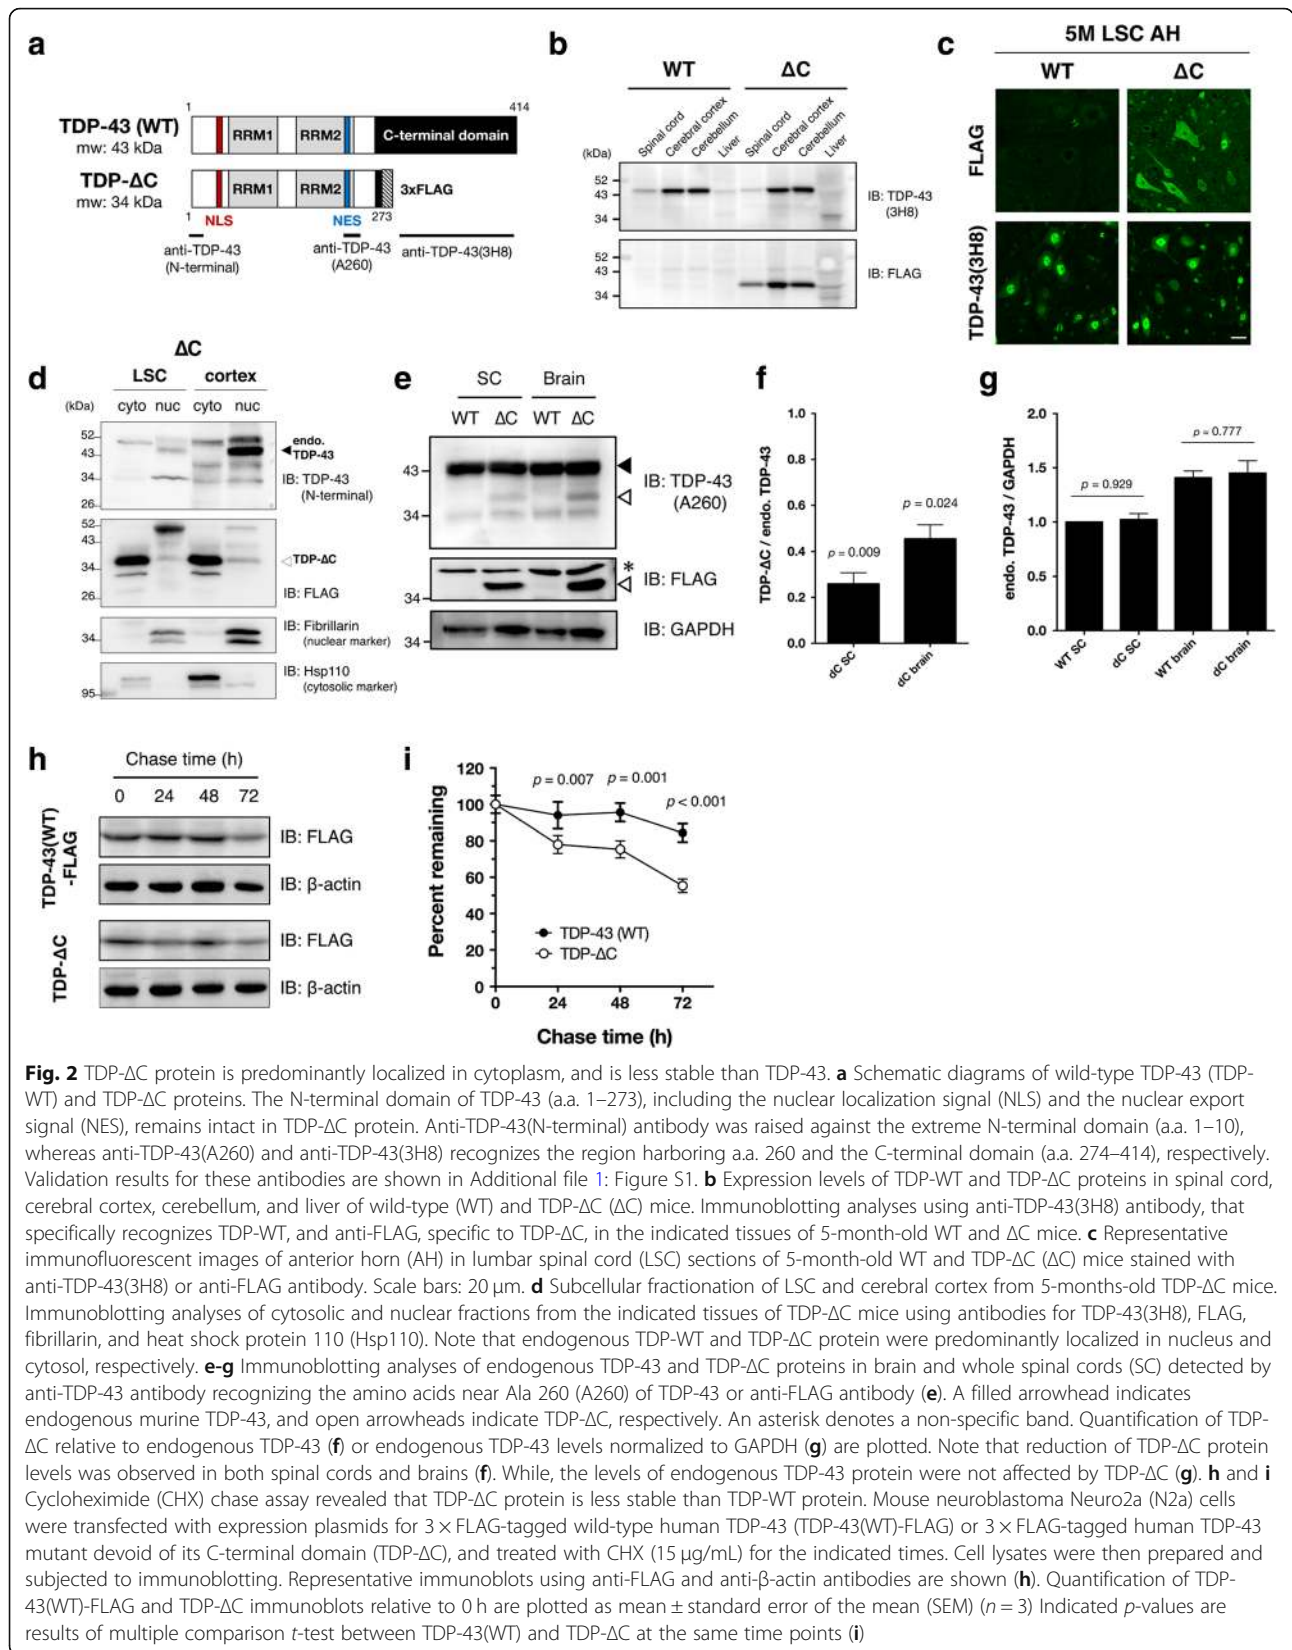 a
1
414
TDP-43 (WT)
mw: 43 kDa
RRM1
RRM2
C-terminal domain
TDP-ΔC
mw: 34 kDa
RRM1
RRM2
3xFLAG
1
NLS
NES
273
anti-TDP-43
(N-terminal)
anti-TDP-43
(A260)
anti-TDP-43(3H8)
b
WT
ΔC
Spinal cord
Cerebral cortex
Cerebellum
Liver
Spinal cord
Cerebral cortex
Cerebellum
Liver
(kDa)
52
43
34
IB: TDP-43
(3H8)
52
43
34
IB: FLAG
c
5M LSC AH
WT
ΔC
FLAG
TDP-43(3H8)
d
ΔC
LSC
cortex
(kDa)
cyto
nuc
cyto
nuc
52
43
34
26
endo.
TDP-43
IB: TDP-43
(N-terminal)
52
43
34
26
TDP-ΔC
IB: FLAG
34
IB: Fibrillarin
(nuclear marker)
95
IB: Hsp110
(cytosolic marker)
e
SC
Brain
WT
ΔC
WT
ΔC
43
34
IB: TDP-43
(A260)
34
*
IB: FLAG
34
IB: GAPDH
f
TDP-ΔC / endo. TDP-43
1.0
0.8
0.6
0.4
0.2
0.0
p = 0.009
p = 0.024
dC SC
dC brain
g
endo. TDP-43 / GAPDH
2.0
1.5
1.0
0.5
0.0
p = 0.929
p = 0.777
WT SC
dC SC
WT brain
dC brain
h
Chase time (h)
0
24
48
72
TDP-43(WT)
-FLAG
IB: FLAG
IB: β-actin
TDP-ΔC
IB: FLAG
IB: β-actin
i
Percent remaining
120
100
80
60
40
20
0
p = 0.007
p = 0.001
p < 0.001
TDP-43 (WT)
TDP-ΔC
0
24
48
72
Chase time (h)
Fig. 2 TDP-ΔC protein is predominantly localized in cytoplasm, and is less stable than TDP-43. a Schematic diagrams of wild-type TDP-43 (TDP-
WT) and TDP-ΔC proteins. The N-terminal domain of TDP-43 (a.a. 1–273), including the nuclear localization signal (NLS) and the nuclear export
signal (NES), remains intact in TDP-ΔC protein. Anti-TDP-43(N-terminal) antibody was raised against the extreme N-terminal domain (a.a. 1–10),
whereas anti-TDP-43(A260) and anti-TDP-43(3H8) recognizes the region harboring a.a. 260 and the C-terminal domain (a.a. 274–414), respectively.
Validation results for these antibodies are shown in Additional file 1: Figure S1. b Expression levels of TDP-WT and TDP-ΔC proteins in spinal cord,
cerebral cortex, cerebellum, and liver of wild-type (WT) and TDP-ΔC (ΔC) mice. Immunoblotting analyses using anti-TDP-43(3H8) antibody, that
specifically recognizes TDP-WT, and anti-FLAG, specific to TDP-ΔC, in the indicated tissues of 5-month-old WT and ΔC mice. c Representative
immunofluorescent images of anterior horn (AH) in lumbar spinal cord (LSC) sections of 5-month-old WT and TDP-ΔC (ΔC) mice stained with
anti-TDP-43(3H8) or anti-FLAG antibody. Scale bars: 20 μm. d Subcellular fractionation of LSC and cerebral cortex from 5-months-old TDP-ΔC mice.
Immunoblotting analyses of cytosolic and nuclear fractions from the indicated tissues of TDP-ΔC mice using antibodies for TDP-43(3H8), FLAG,
fibrillarin, and heat shock protein 110 (Hsp110). Note that endogenous TDP-WT and TDP-ΔC protein were predominantly localized in nucleus and
cytosol, respectively. e-g Immunoblotting analyses of endogenous TDP-43 and TDP-ΔC proteins in brain and whole spinal cords (SC) detected by
anti-TDP-43 antibody recognizing the amino acids near Ala 260 (A260) of TDP-43 or anti-FLAG antibody (e). A filled arrowhead indicates
endogenous murine TDP-43, and open arrowheads indicate TDP-ΔC, respectively. An asterisk denotes a non-specific band. Quantification of TDP-
ΔC relative to endogenous TDP-43 (f) or endogenous TDP-43 levels normalized to GAPDH (g) are plotted. Note that reduction of TDP-ΔC protein
levels was observed in both spinal cords and brains (f). While, the levels of endogenous TDP-43 protein were not affected by TDP-ΔC (g). h and i
Cycloheximide (CHX) chase assay revealed that TDP-ΔC protein is less stable than TDP-WT protein. Mouse neuroblastoma Neuro2a (N2a) cells
were transfected with expression plasmids for 3 × FLAG-tagged wild-type human TDP-43 (TDP-43(WT)-FLAG) or 3 × FLAG-tagged human TDP-43
mutant devoid of its C-terminal domain (TDP-ΔC), and treated with CHX (15 μg/mL) for the indicated times. Cell lysates were then prepared and
subjected to immunoblotting. Representative immunoblots using anti-FLAG and anti-β-actin antibodies are shown (h). Quantification of TDP-
43(WT)-FLAG and TDP-ΔC immunoblots relative to 0 h are plotted as mean ± standard error of the mean (SEM) (n = 3) Indicated p-values are
results of multiple comparison t-test between TDP-43(WT) and TDP-ΔC at the same time points (i)